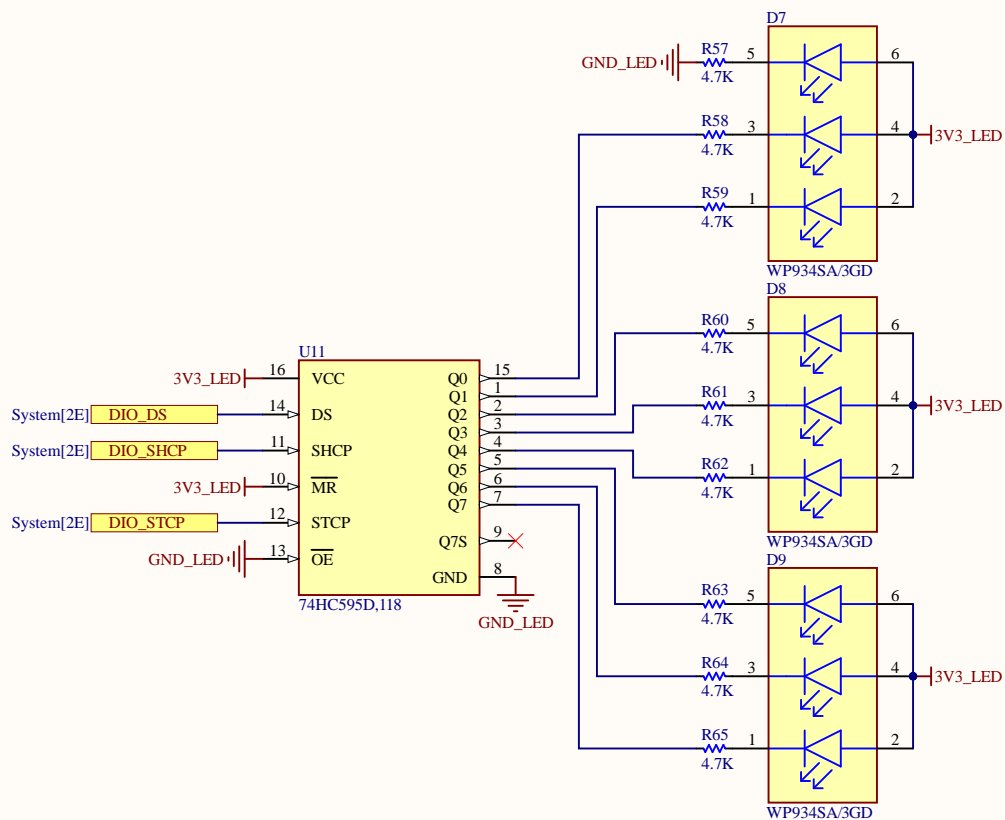 D7
R57
GND_LED
4.7K
5
6
R58
4.7K
3
4
3V3_LED
R59
4.7K
1
2
WP934SA/3GD
D8
R60
4.7K
5
6
R61
4.7K
3
4
3V3_LED
R62
4.7K
1
2
WP934SA/3GD
U11
3V3_LED
16
VCC
System[2E]
DIO_DS
14
DS
System[2E]
DIO_SHCP
11
SHCP
3V3_LED
10
MR
System[2E]
DIO_STCP
12
STCP
GND_LED
13
OE
Q0
15
Q1
1
Q2
2
Q3
3
Q4
4
Q5
5
Q6
6
Q7
7
Q7S
9
GND
8
GND_LED
74HC595D,118
D9
R63
4.7K
5
6
R64
4.7K
3
4
3V3_LED
R65
4.7K
1
2
WP934SA/3GD